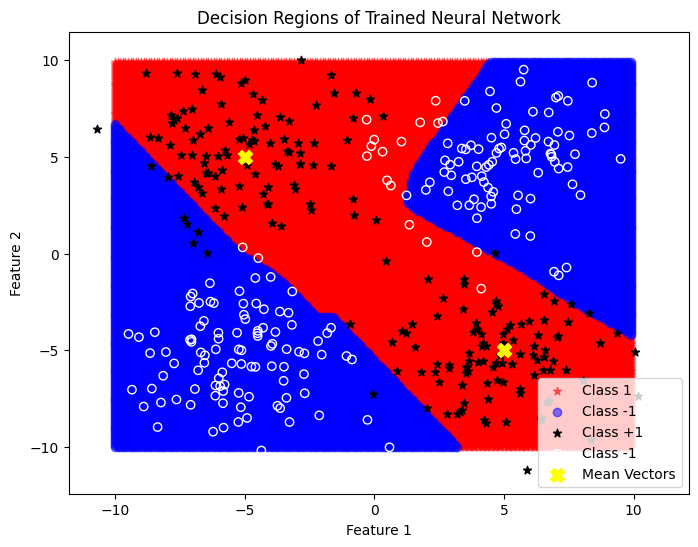 Decision Regions of Trained Neural Network
10
5
0
−5
−10
Feature 2
−10
−5
0
5
10
Feature 1
Class 1
Class -1
Class +1
Class -1
Mean Vectors